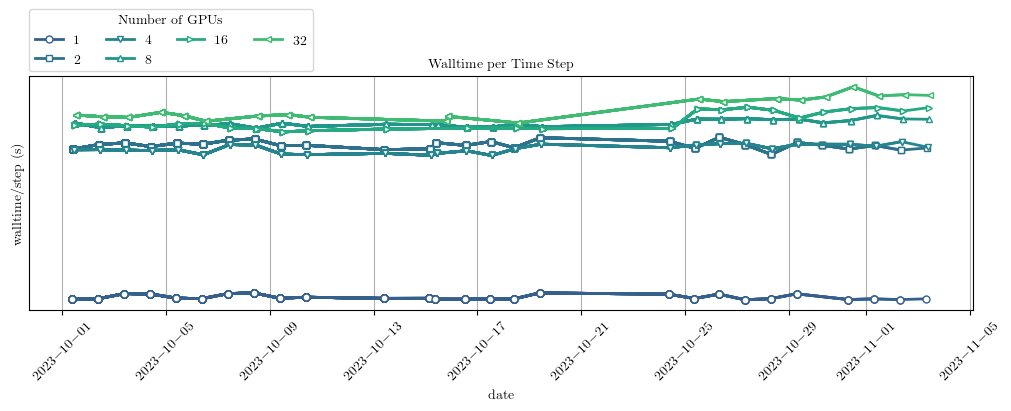 Number of GPUs
1 4 16 32
2 8
Walltime per Time Step
walltime/step (s)
2023−10−01 2023−10−05 2023−10−09 2023−10−13 2023−10−17 2023−10−21 2023−10−25 2023−10−29 2023−11−01 2023−11−05
date